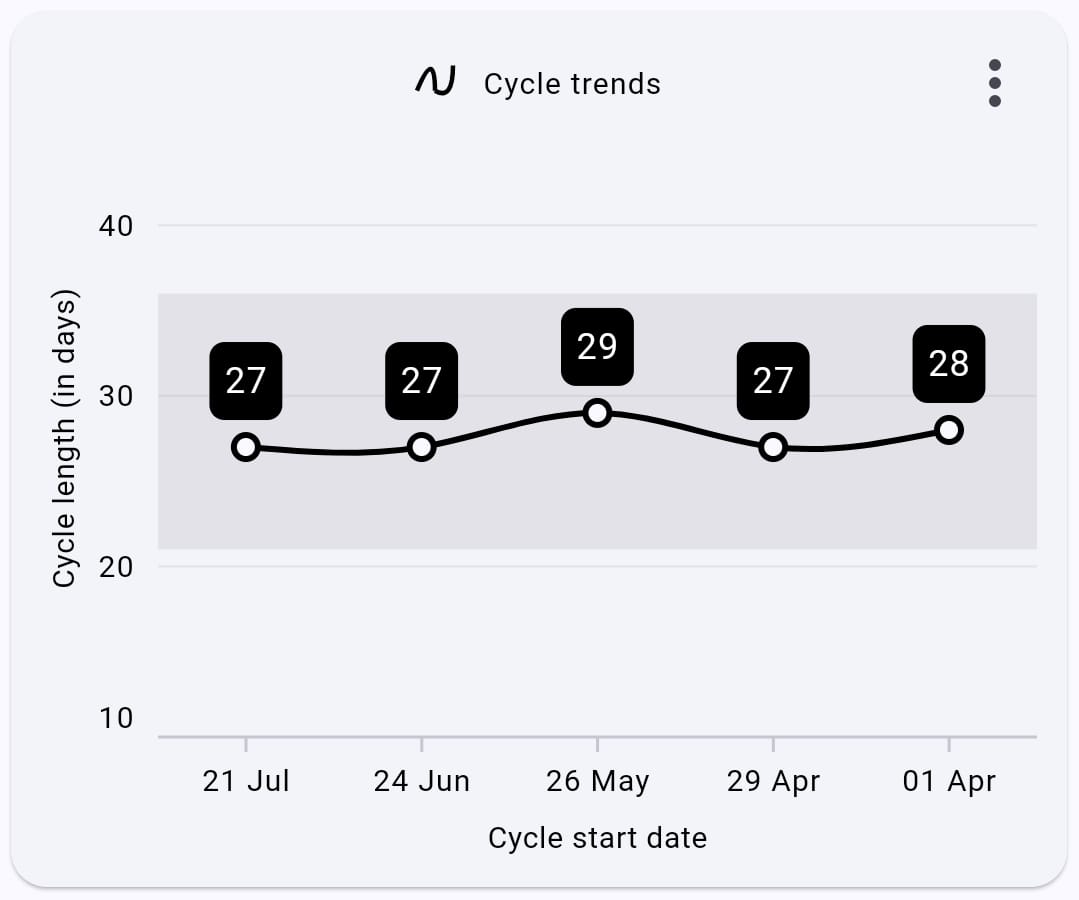 Cycle trends
Cycle length (in days)
40
30
20
10
27
27
29
27
28
21 Jul
24 Jun
26 May
29 Apr
01 Apr
Cycle start date